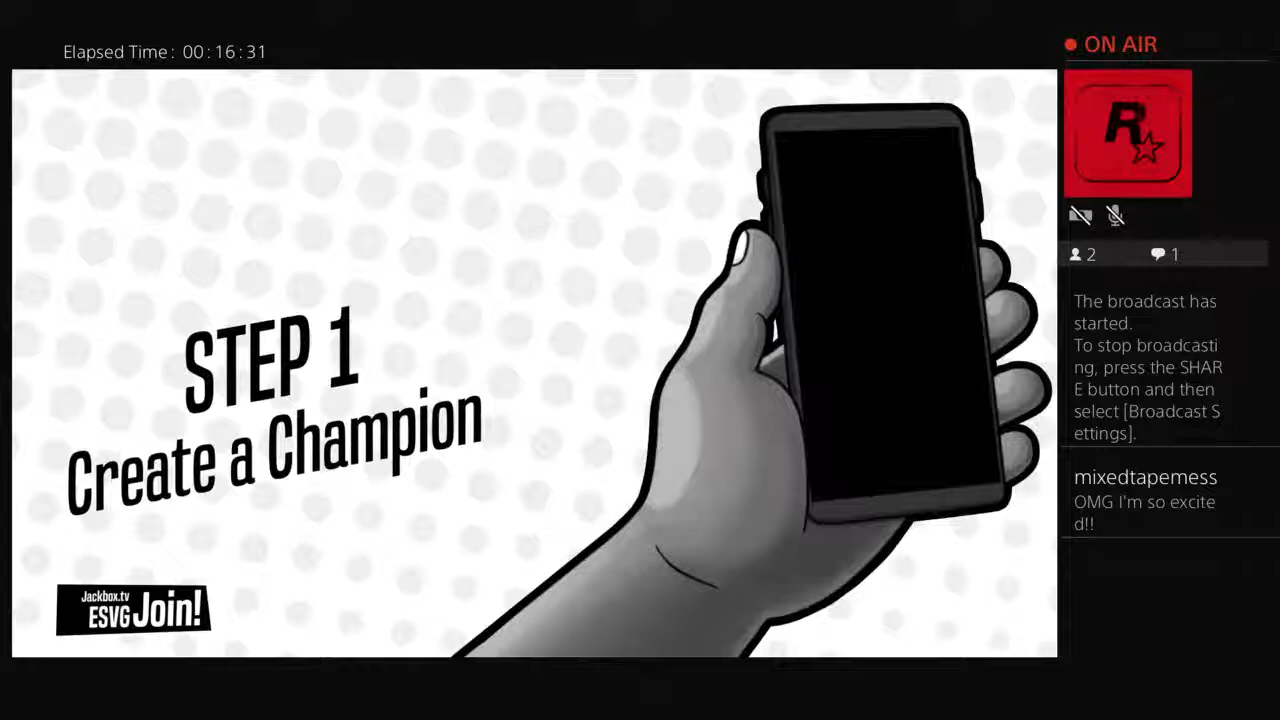 Elapsed Time: 00:16:31
ON AIR
R
2
1
The broadcast has
started.
To stop broadcasti
ng, press the SHAR
E button and then
select [Broadcast S
ettings].
mixedtapemess
OMG I'm so excite
d!!
STEP 1
Create a Champion
Jackbox.tv
ESVG Join!